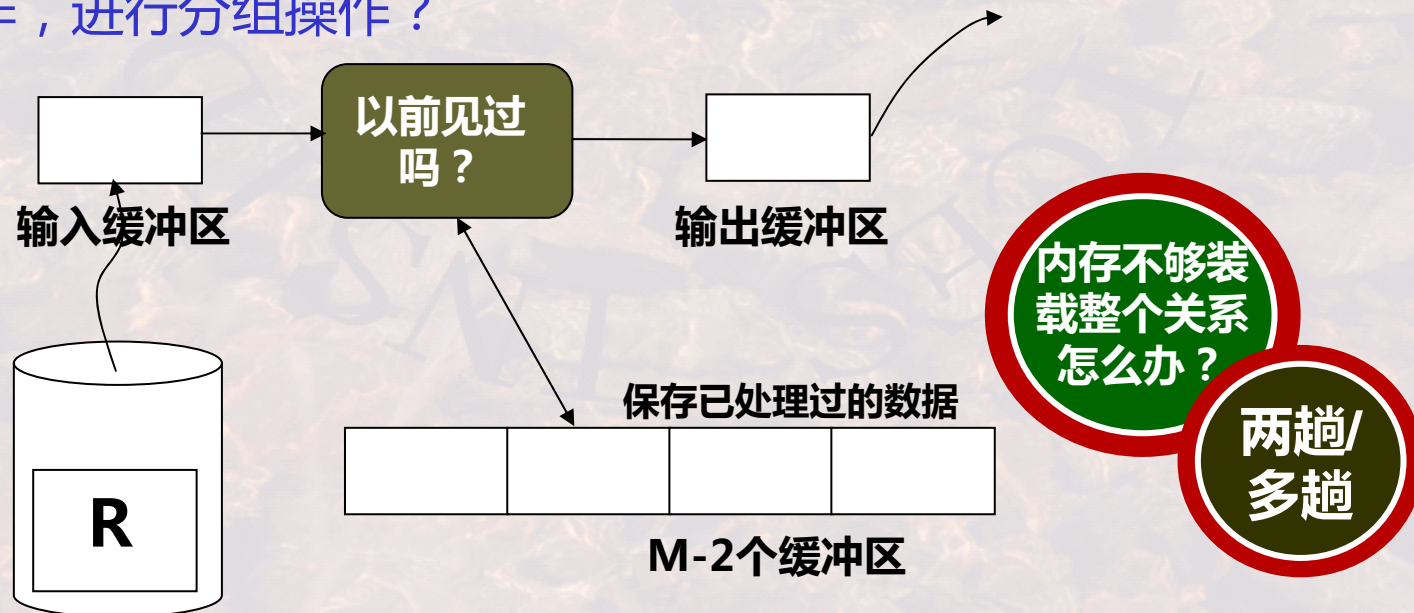 ，进行分组操作？
以前见过
吗？
输入缓冲区
输出缓冲区
内存不够装
载整个关系
怎么办？
两趟/
多趟
保存已处理过的数据
R
M-2个缓冲区